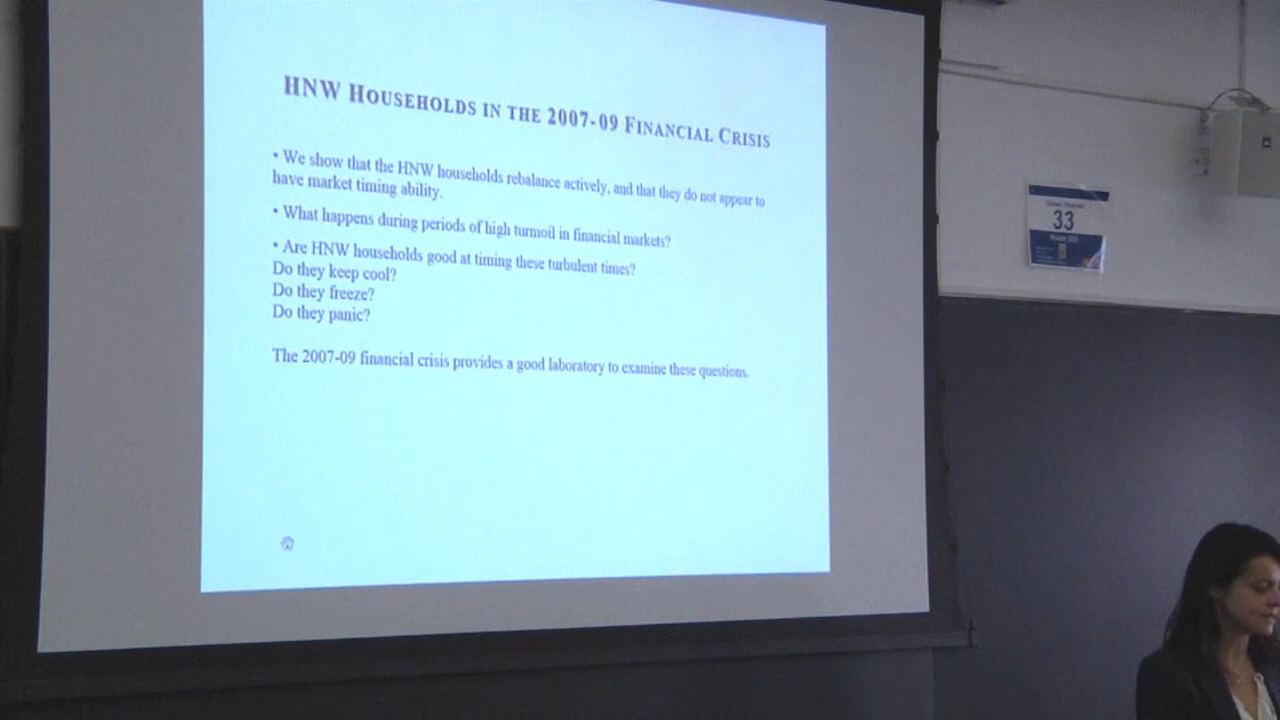 HNW HOUSEHOLDS IN THE 2007-09 FINANCIAL CRISIS
• We show that the HNW households rebalance actively, and that they do not appear to
have market timing ability.
• What happens during periods of high turmoil in financial markets?
• Are HNW households good at timing these turbulent times?
Do they keep cool?
Do they freeze?
Do they panic?
The 2007-09 financial crisis provides a good laboratory to examine these questions.
33